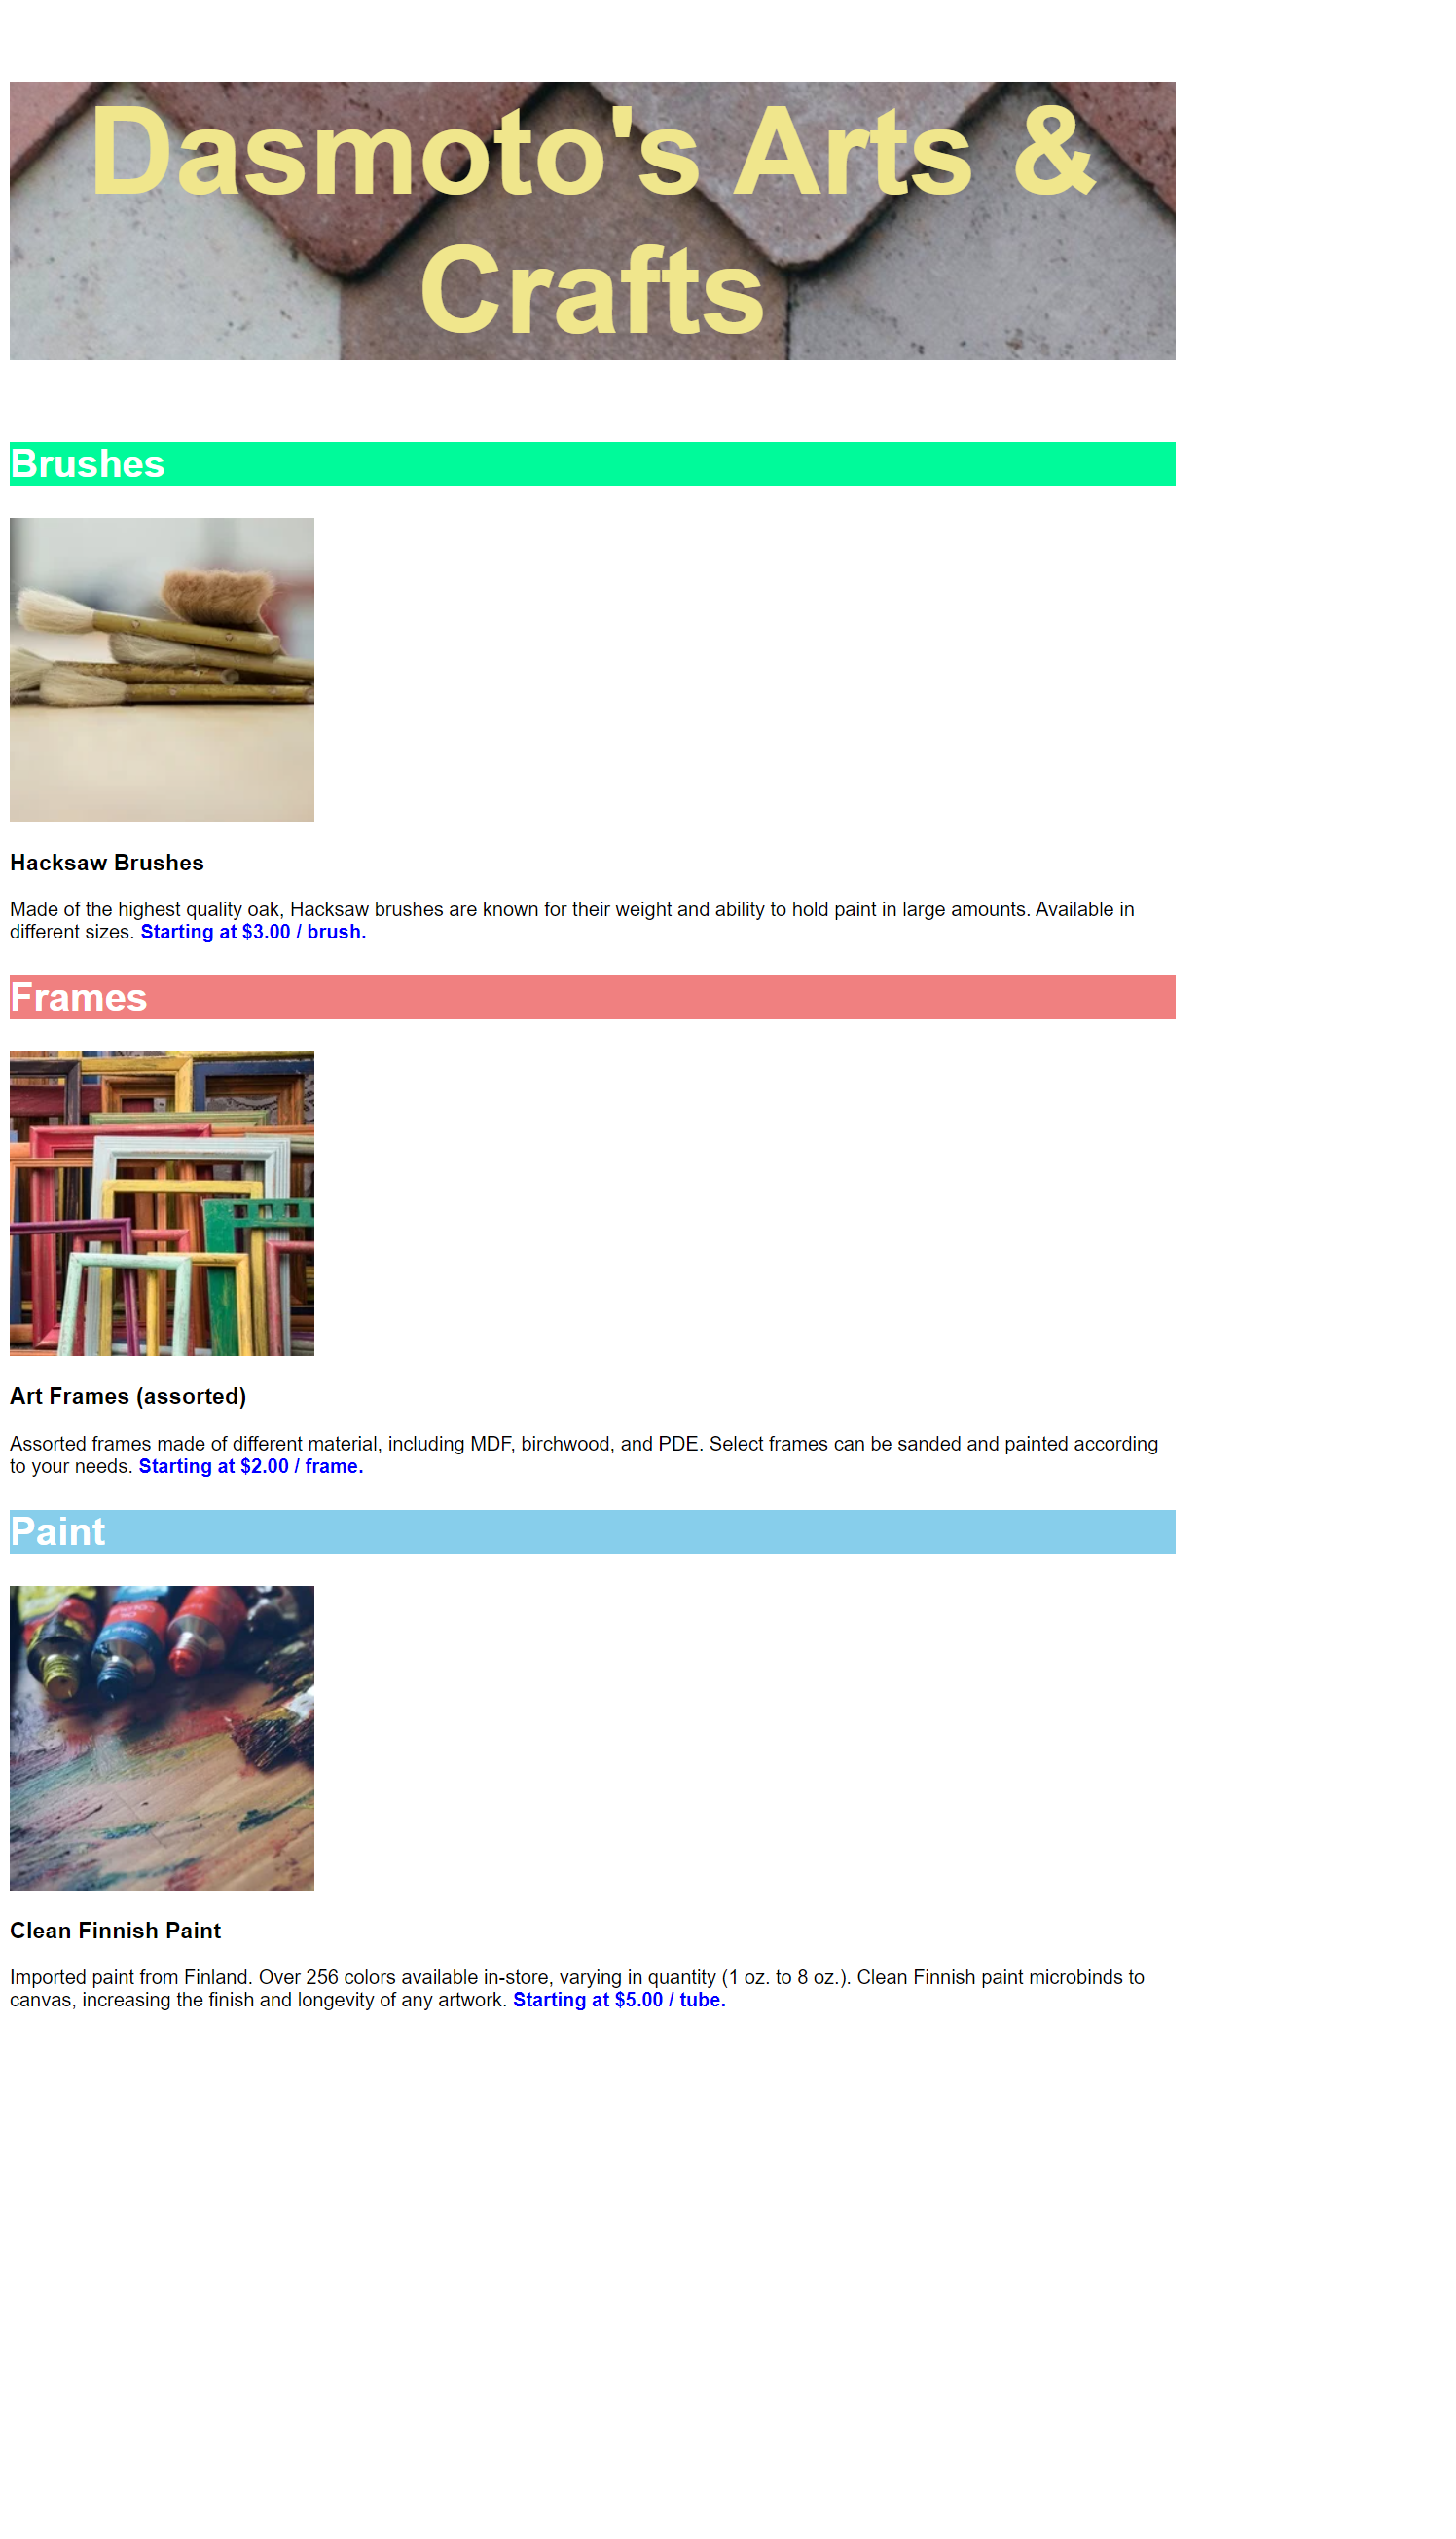 Dasmoto's Arts &
Crafts
Brushes
Hacksaw Brushes
Made of the highest quality oak, Hacksaw brushes are known for their weight and ability to hold paint in large amounts. Available in
different sizes. Starting at $3.00 / brush.
Frames
Art Frames (assorted)
Assorted frames made of different material, including MDF, birchwood, and PDE. Select frames can be sanded and painted according
to your needs. Starting at $2.00 / frame.
Paint
Clean Finnish Paint
Imported paint from Finland. Over 256 colors available in-store, varying in quantity (1 oz. to 8 oz.). Clean Finnish paint microbinds to
canvas, increasing the finish and longevity of any artwork. Starting at $5.00 / tube.